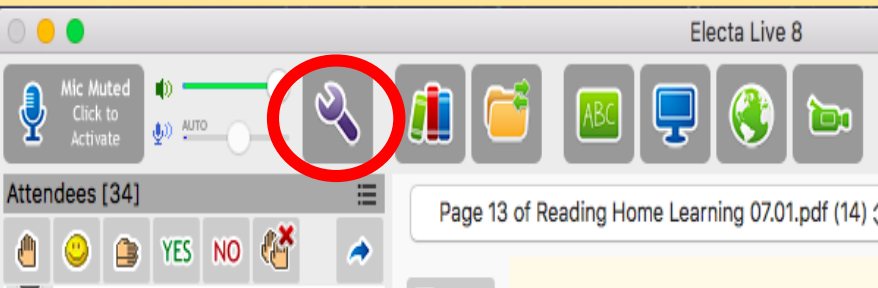 Electa Live 8
Mic Muted
Click to
Activate
AUTO
ABC
Attendees [34]
Page 13 of Reading Home Learning 07.01.pdf (14)
YES NO